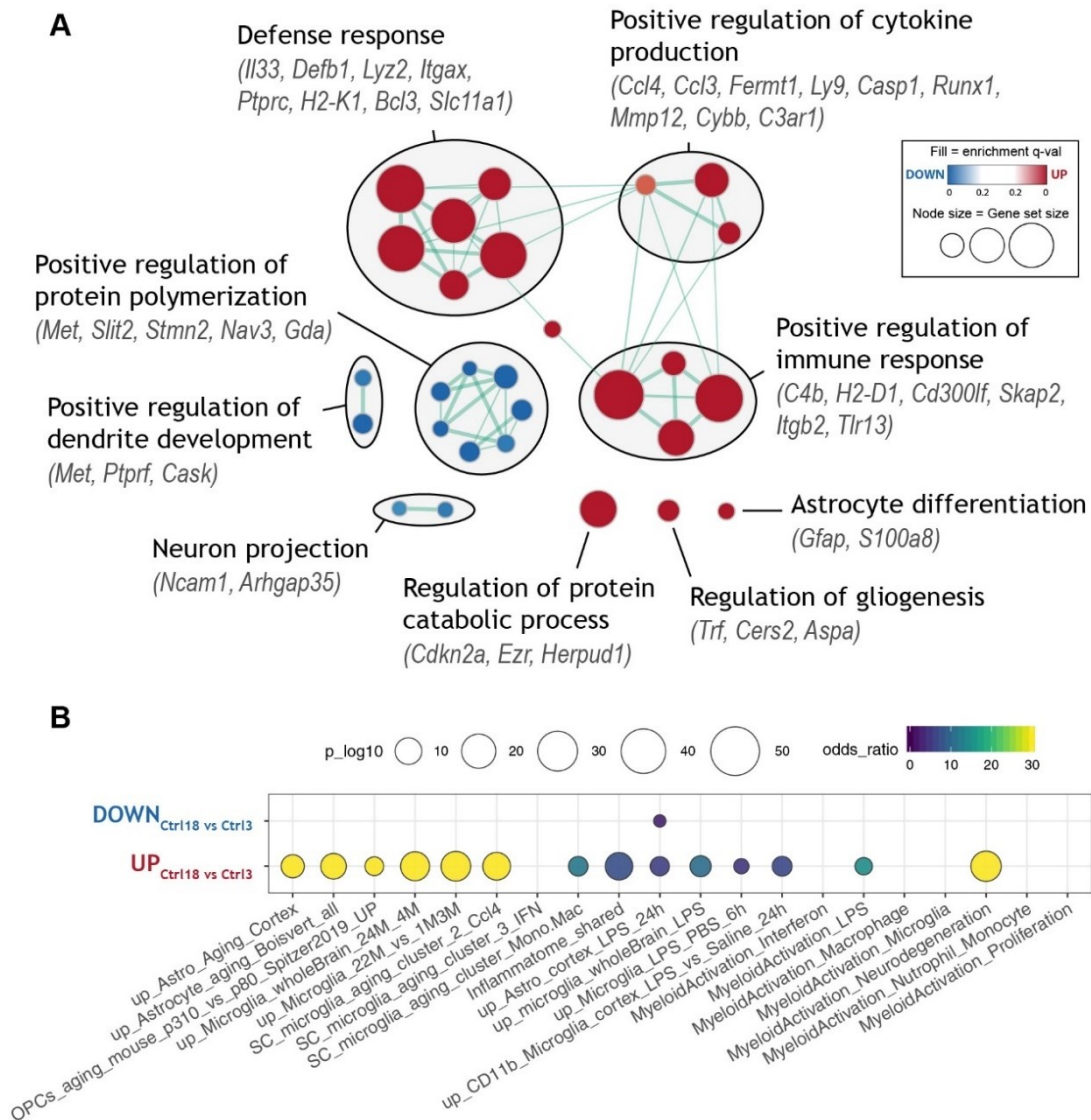 A
Defense response
(Il33, Defb1, Lyz2, Itgax,
Ptprc, H2-K1, Bcl3, Slc11a1)
Positive regulation of cytokine
production
(Ccl4, Ccl3, Fermt1, Ly9, Casp1, Runx1,
Mmp12, Cybb, C3ar1)
Fill = enrichment q-val
DOWN UP
0 0.2 0.2 0
Node size = Gene set size
Positive regulation of
protein polymerization
(Met, Slit2, Stmn2, Nav3, Gda)
Positive regulation of
immune response
(C4b, H2-D1, Cd300lf, Skap2,
Itgb2, Tlr13)
Positive regulation of
dendrite development
(Met, Ptprf, Cask)
Neuron projection
(Ncam1, Arhgap35)
Regulation of protein
catabolic process
(Cdkn2a, Ezr, Herpud1)
Astrocyte differentiation
(Gfap, S100a8)
Regulation of gliogenesis
(Trf, Cers2, Aspa)
B
p_log10 10 20 30 40 50 odds_ratio 0 10 20 30
DOWN Ctrl18 vs Ctrl3
UP Ctrl18 vs Ctrl3
up_Astro_Aging_Cortex
up_Astrocyte_aging_Boisvert_all
OPCs_aging_mouse_p310_vs_p80_Spitzer2019_UP
up_Microglia_wholeBrain_24M_4M
up_Microglia_22M_vs_1M3M
SC_microglia_aging_cluster_2_Ccl4
SC_microglia_aging_cluster_3_IFN
SC_microglia_aging_cluster_Mono.Mac
Inflammatome_shared
up_Astro_cortex_LPS_24h
up_microglia_wholeBrain_LPS
up_Microglia_LPS_PBS_6h
up_CD11b_Microglia_cortex_LPS_vs_Saline_24h
MyeloidActivation_Interferon
MyeloidActivation_LPS
MyeloidActivation_Macrophage
MyeloidActivation_Microglia
MyeloidActivation_Neurodegeneration
MyeloidActivation_Nutrophil_Monocyte
MyeloidActivation_Proliferation